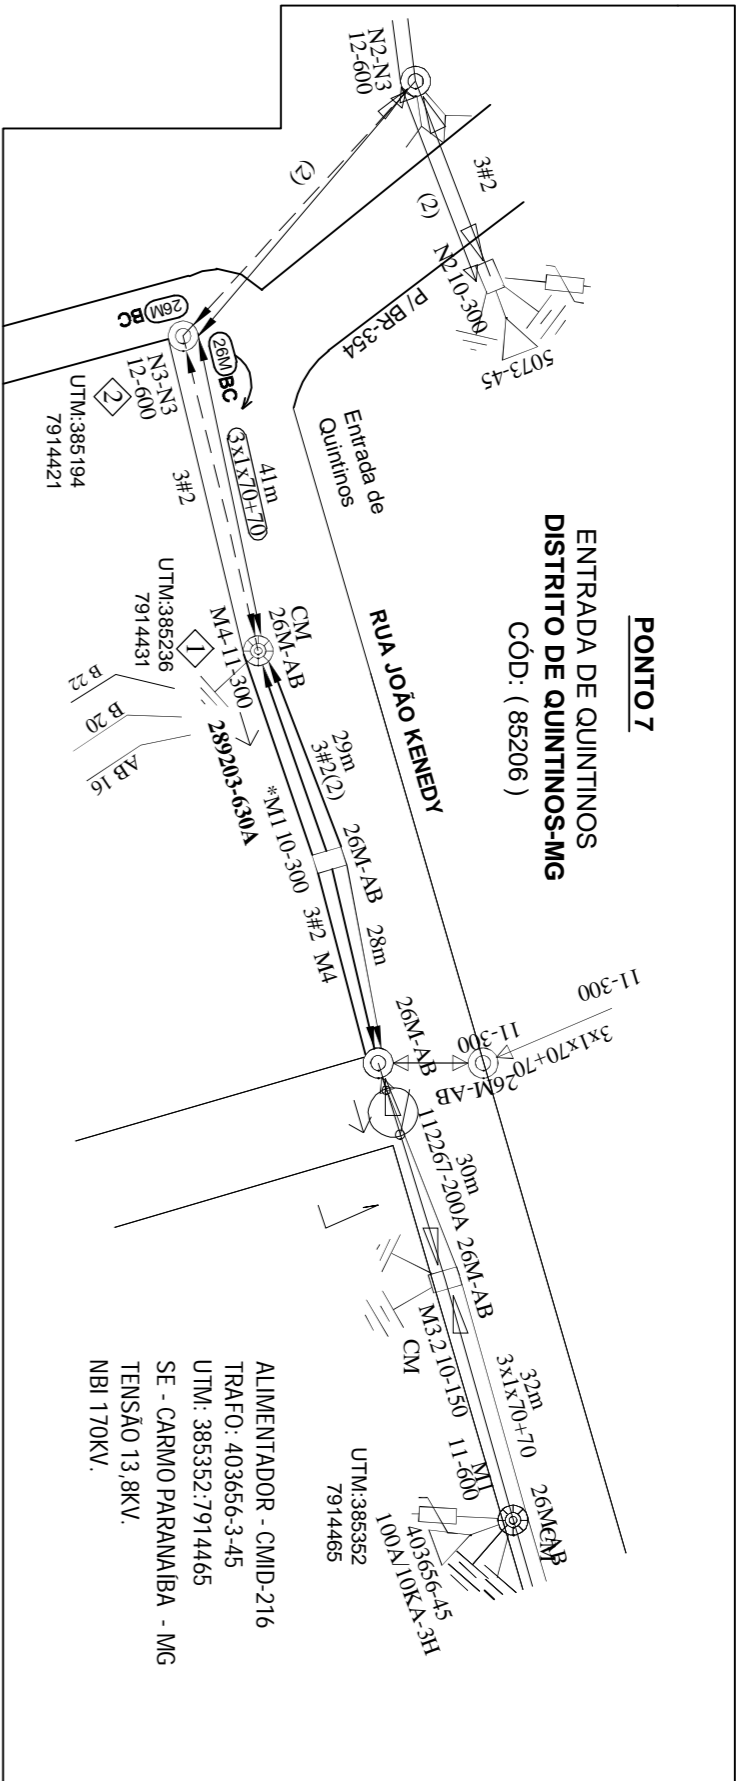 PONTO 7
ENTRADA DE QUINTINOS
DISTRITO DE QUINTINOS-MG
CÓD: ( 85206 )
N2-N3
12-600
3#2
(2)
N2 10-300
5073-45
(2)
P/ BR-354
Entrada de
Quintinos
RUA JOÃO KENEDY
26M BC
26M BC
N3-N3
12-600
2
UTM:385194
7914421
41m
3x1x70+70
3#2
CM
26M-AB
M4-11-300
1
UTM:385236
7914431
B 22
B 20
AB 16
289203-630A
29m
3#2(2)
*M1 10-300
26M-AB
3#2 M4
28m
26M-AB
11-300
11-300
3x1x70+70
26M-AB
112267-200A
30m
26M-AB
M3.2 10-150
CM
32m
3x1x70+70
M1
11-600
26M-AB
CM
403656-45
100A/10KA-3H
UTM:385352
7914465
ALIMENTADOR - CMID-216
TRAFO: 403656-3-45
UTM: 385352:7914465
SE - CARMO PARANAÍBA - MG
TENSÃO 13,8KV.
NBI 170KV.